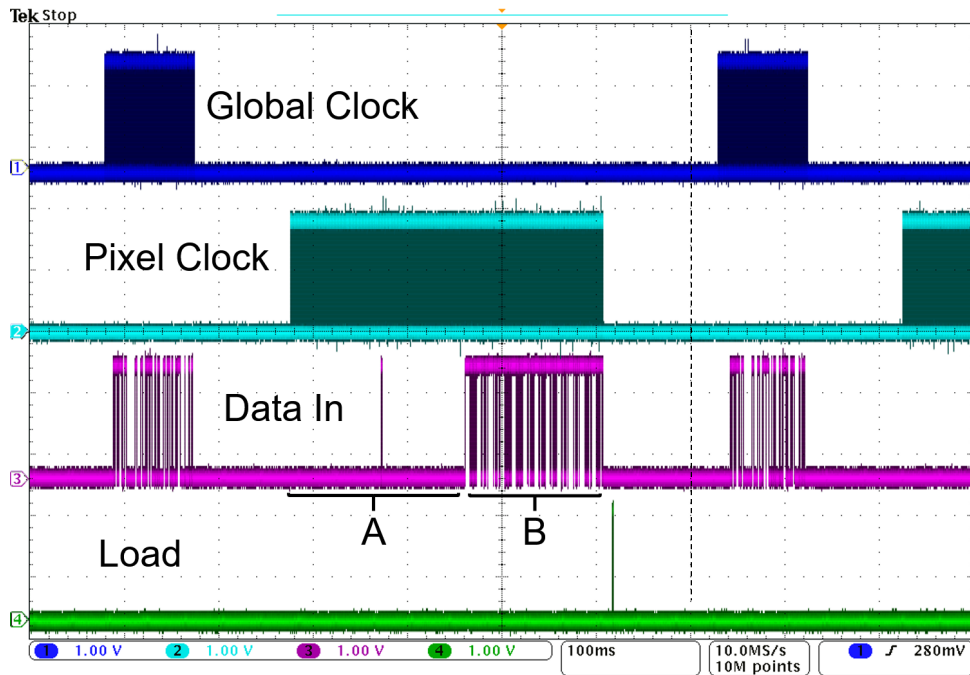 Tek Stop
1
Global Clock
Pixel Clock
2
Data In
3
A B
Load
4
1 1.00 V 2 1.00 V 3 1.00 V 4 1.00 V 100ms 10.0MS/s 1 280mV
10M points